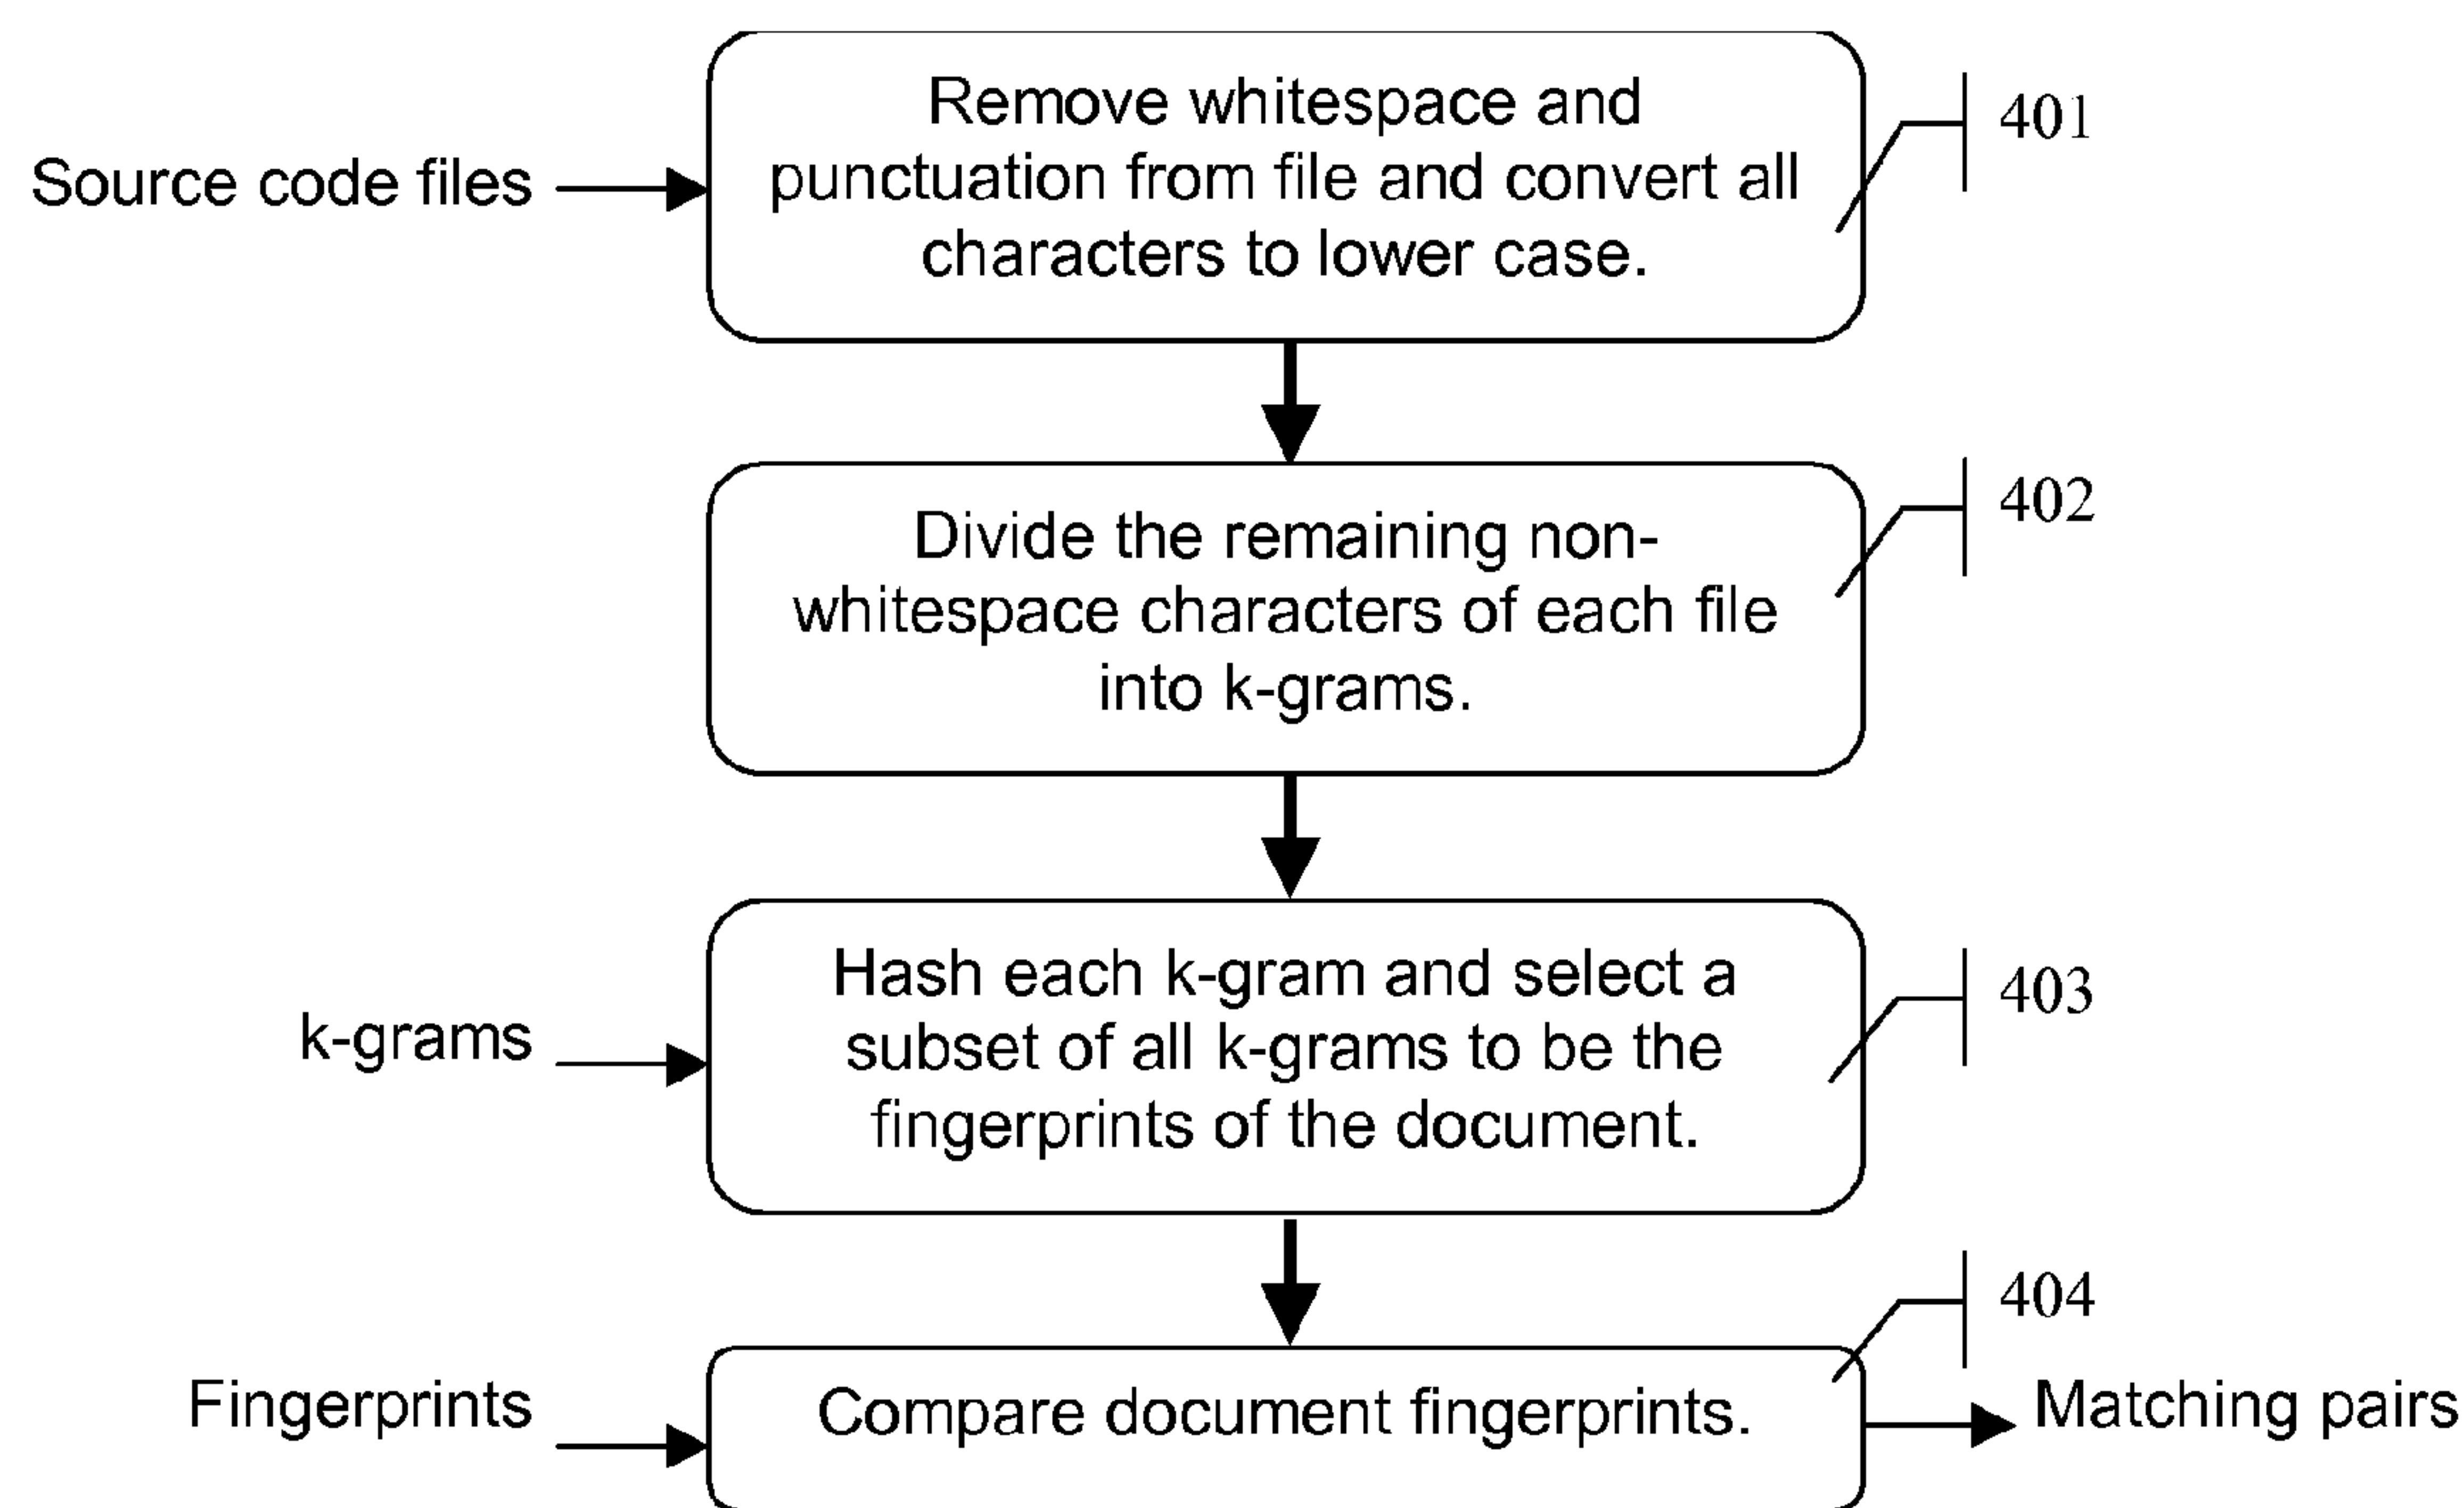 Source code files
Remove whitespace and
punctuation from file and convert all
characters to lower case.
401
Divide the remaining non-
whitespace characters of each file
into k-grams.
402
k-grams
Hash each k-gram and select a
subset of all k-grams to be the
fingerprints of the document.
403
Fingerprints
Compare document fingerprints.
404
Matching pairs